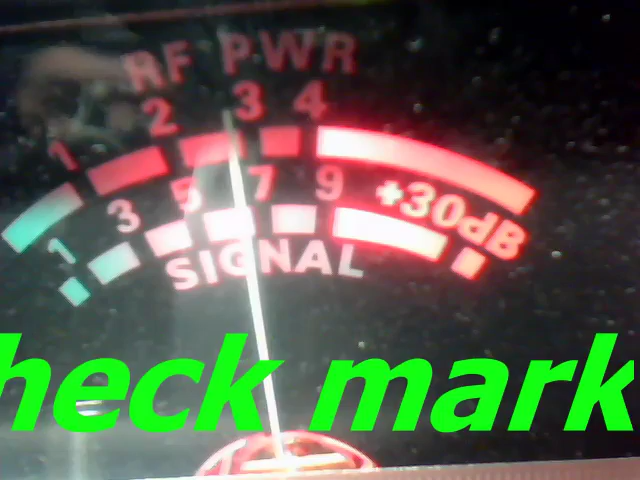 RF PWR
1 2 3 4
1 3 5 7 9 +30dB
SIGNAL
heck mark